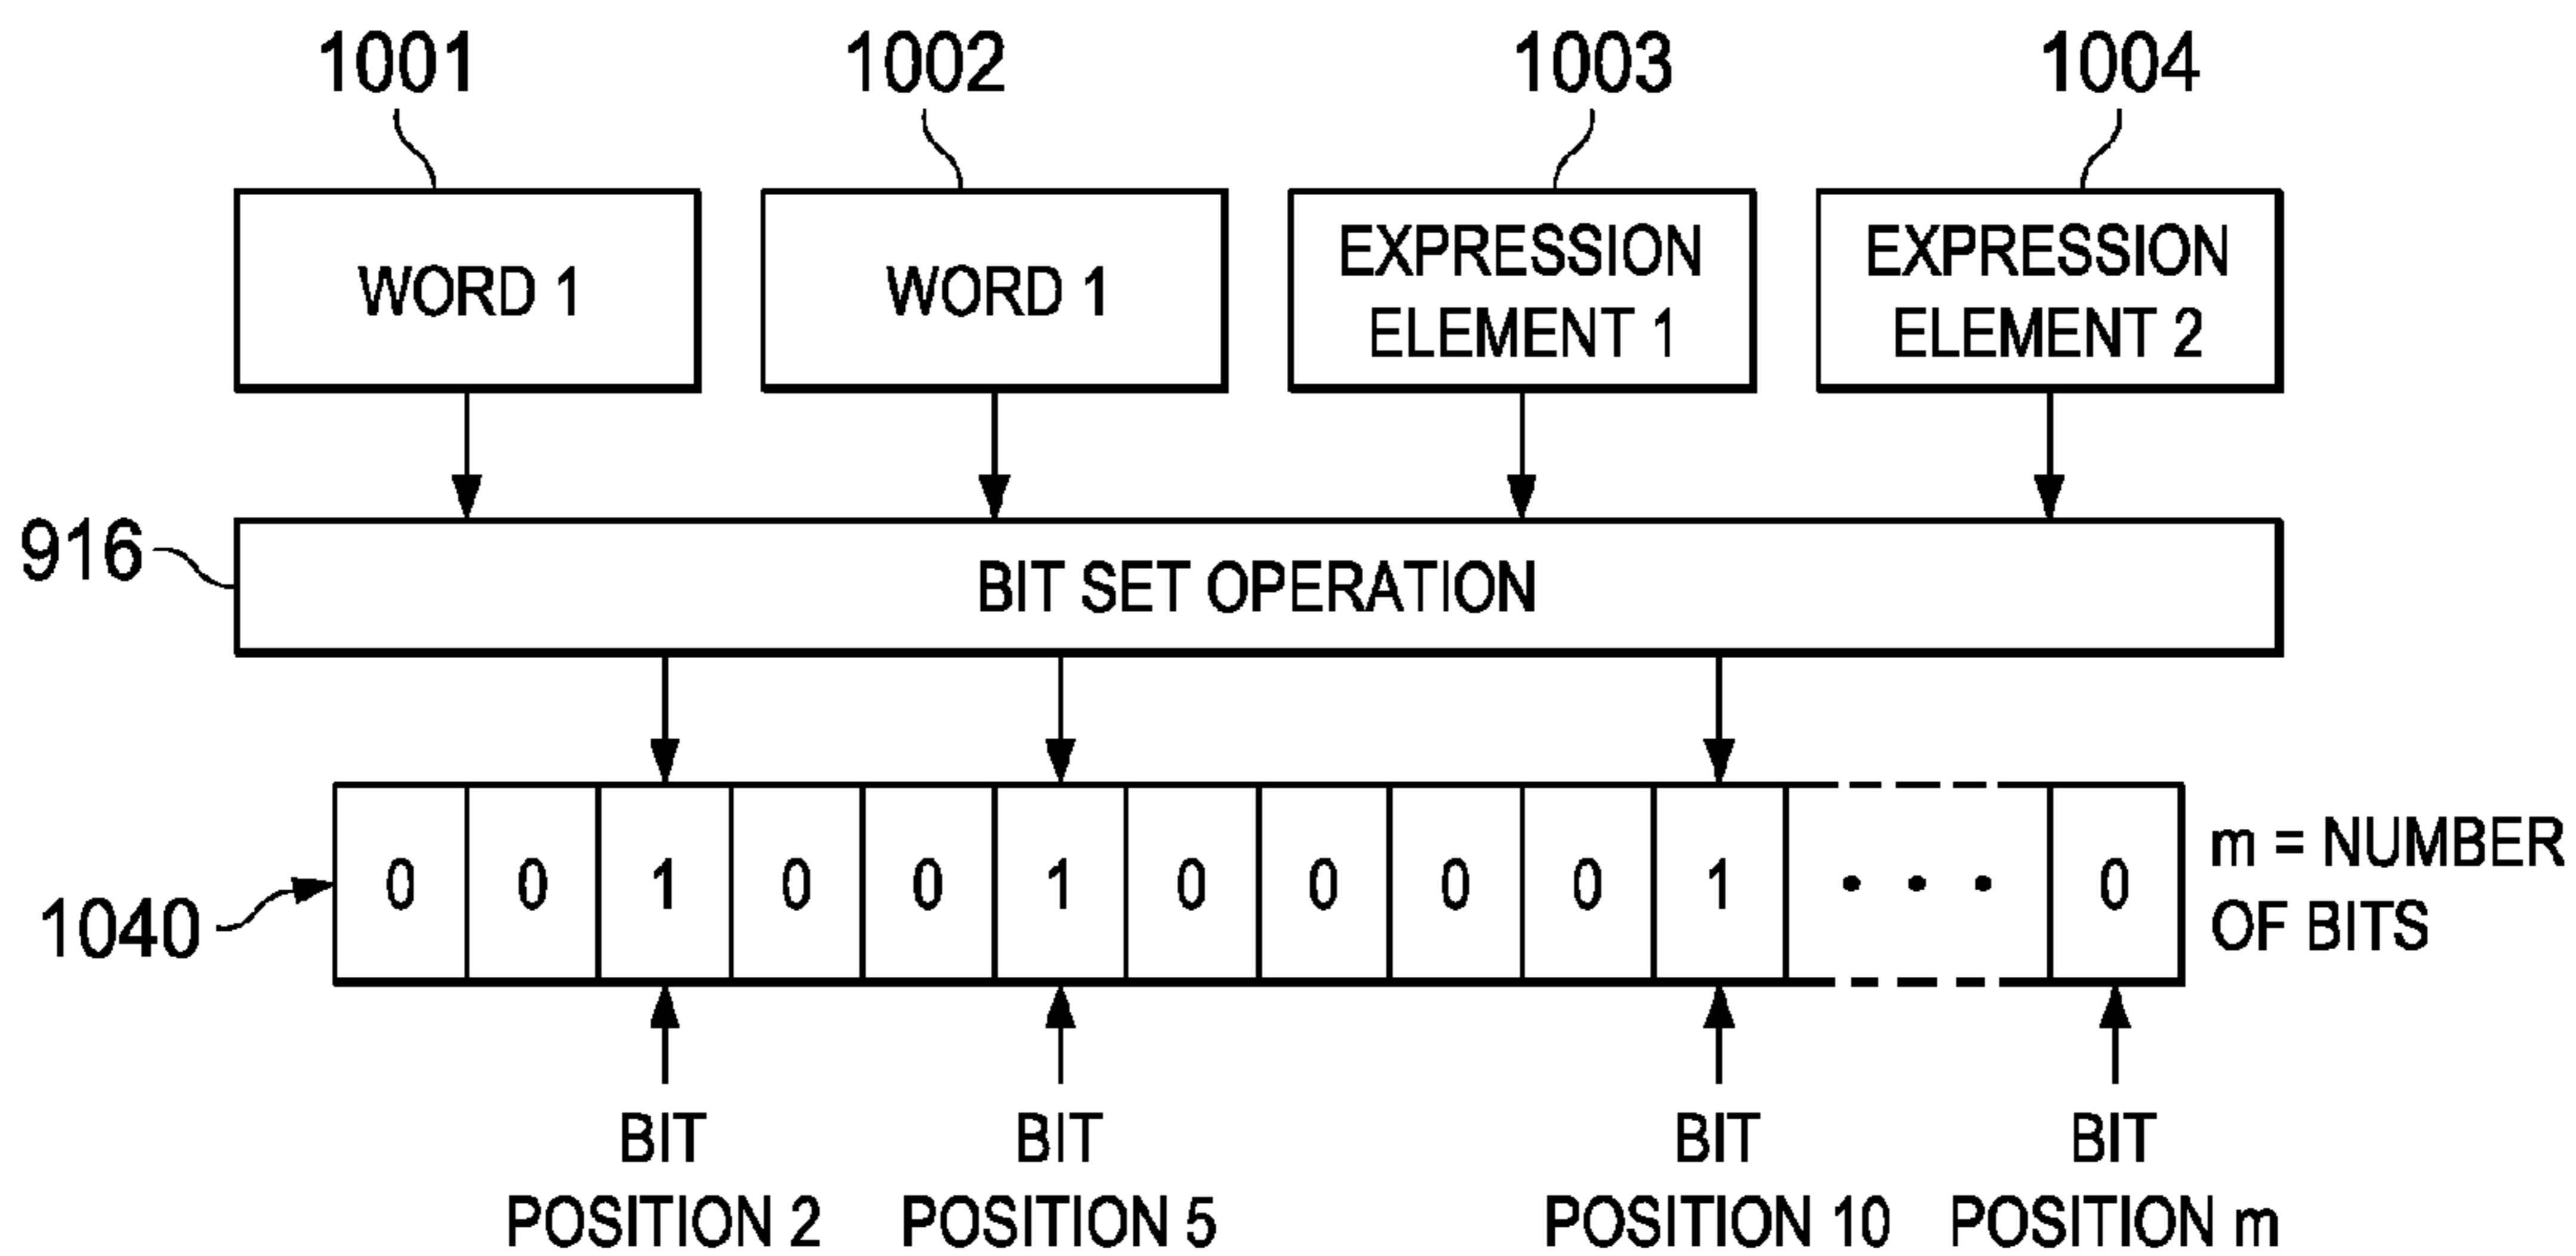 1001 1002 1003 1004
WORD 1 WORD 1 EXPRESSION ELEMENT 1 EXPRESSION ELEMENT 2
916
BIT SET OPERATION
1040
0 0 1 0 0 1 0 0 0 0 1 • • • 0
m = NUMBER
OF BITS
BIT
POSITION 2
BIT
POSITION 5
BIT
POSITION 10
BIT
POSITION m